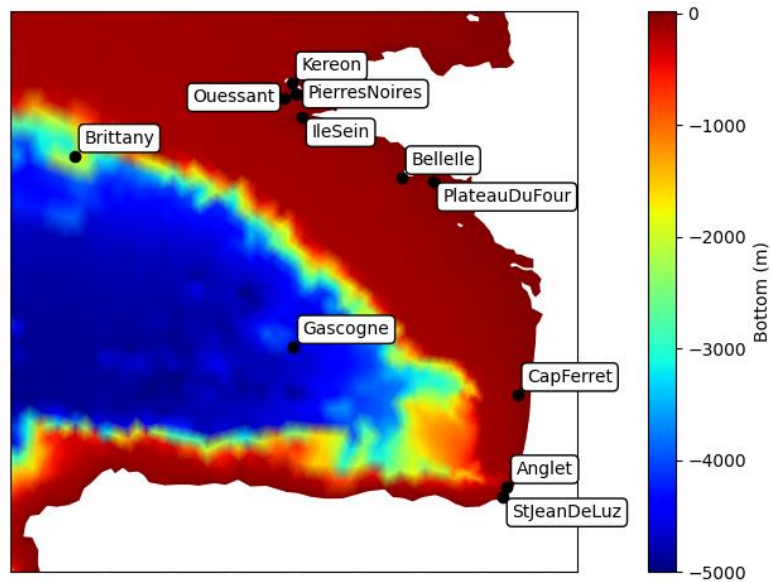 Kereon
Ouessant
PierresNoires
IleSein
Brittany
BelleIle
PlateauDuFour
Gascogne
CapFerret
Anglet
StJeanDeLuz
0
−1000
−2000
−3000
−4000
−5000
Bottom (m)